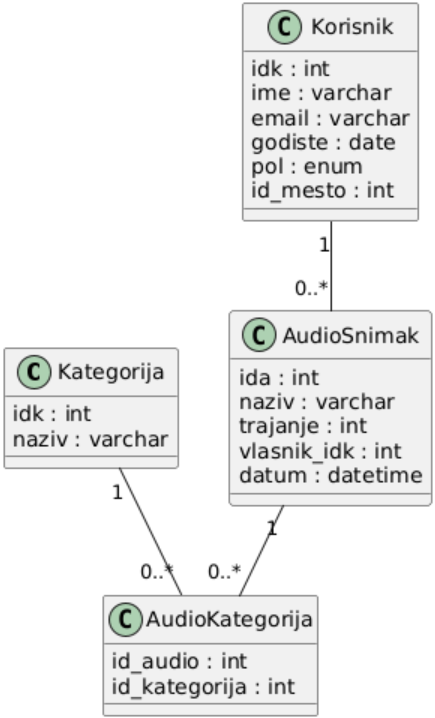 C Korisnik
idk : int
ime : varchar
email : varchar
godiste : date
pol : enum
id_mesto : int
1
0..*
C AudioSnimak
ida : int
naziv : varchar
trajanje : int
vlasnik_idk : int
datum : datetime
C Kategorija
idk : int
naziv : varchar
1
1
0..*
0..*
C AudioKategorija
id_audio : int
id_kategorija : int